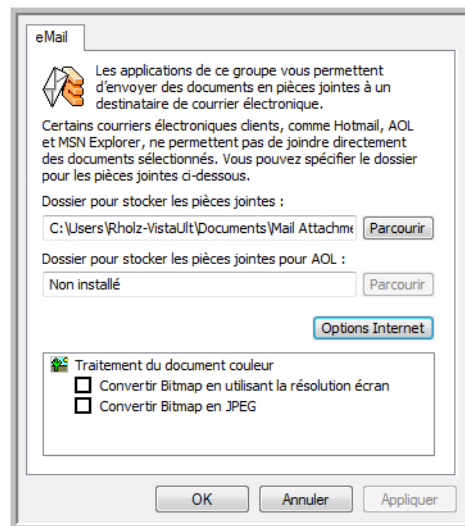 eMail
Les applications de ce groupe vous permettent
d'envoyer des documents en pièces jointes à un
destinataire de courrier électronique.
Certains courriers électroniques clients, comme Hotmail, AOL
et MSN Explorer, ne permettent pas de joindre directement
des documents sélectionnés. Vous pouvez spécifier le dossier
pour les pièces jointes ci-dessous.
Dossier pour stocker les pièces jointes :
C:\Users\Rholz-VistaUlt\Documents\Mail Attachme Parcourir
Dossier pour stocker les pièces jointes pour AOL :
Non installé Parcourir
Options Internet
Traitement du document couleur
Convertir Bitmap en utilisant la résolution écran
Convertir Bitmap en JPEG
OK Annuler Appliquer